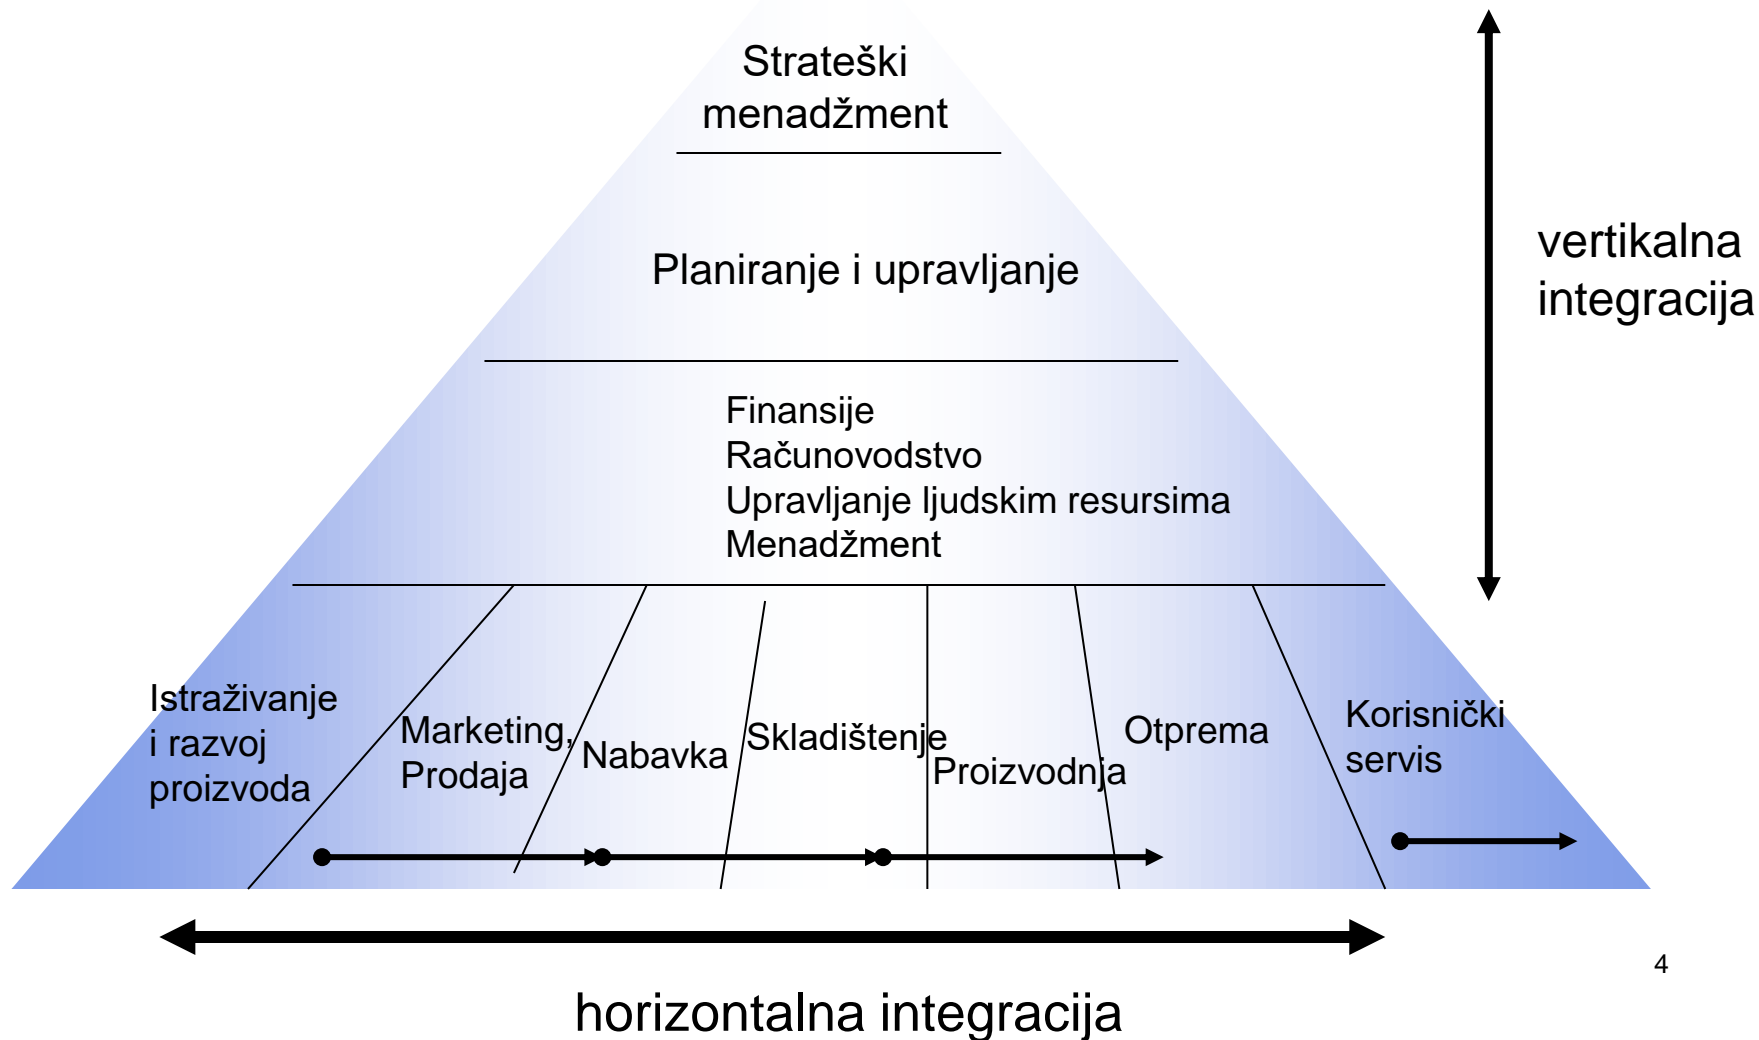 Strateški
menadžment
Planiranje i upravljanje
vertikalna
integracija
Finansije
Računovodstvo
Upravljanje ljudskim resursima
Menadžment
Istraživanje
i razvoj
proizvoda
Marketing,
Prodaja
Nabavka
Skladištenje
Proizvodnja
Otprema
Korisnički
servis
4
horizontalna integracija